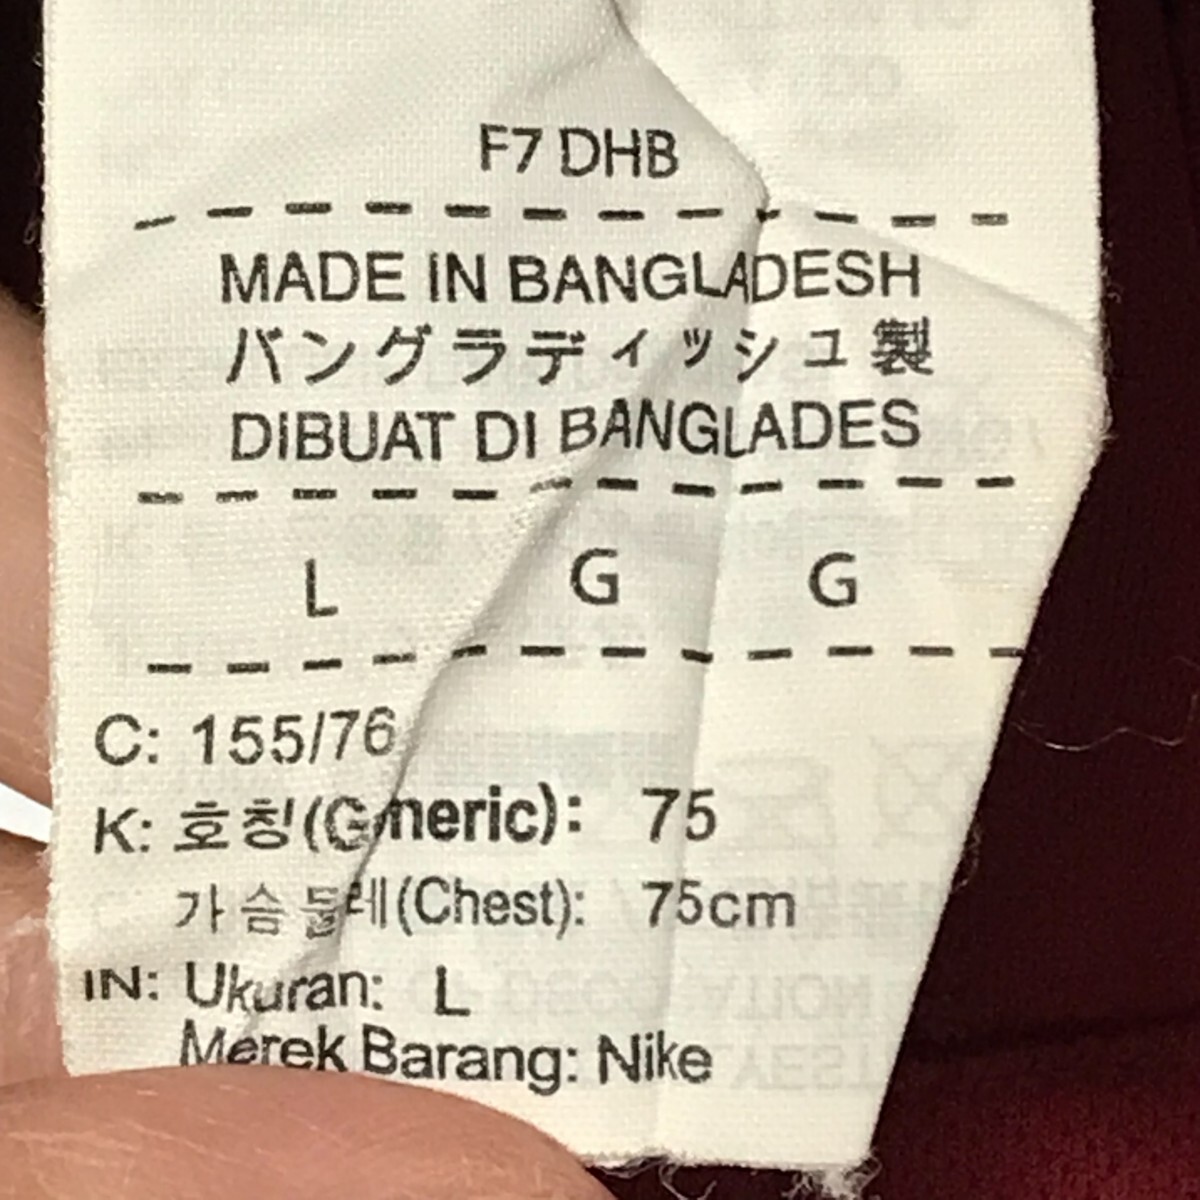 F7 DHB
MADE IN BANGLADESH
バングラディッシュ製
DIBUAT DI BANGLADES
L G G
C: 155/76
K: 호칭(Generic): 75
가슴둘레(Chest): 75cm
IN: Ukuran: L
Merek Barang: Nike